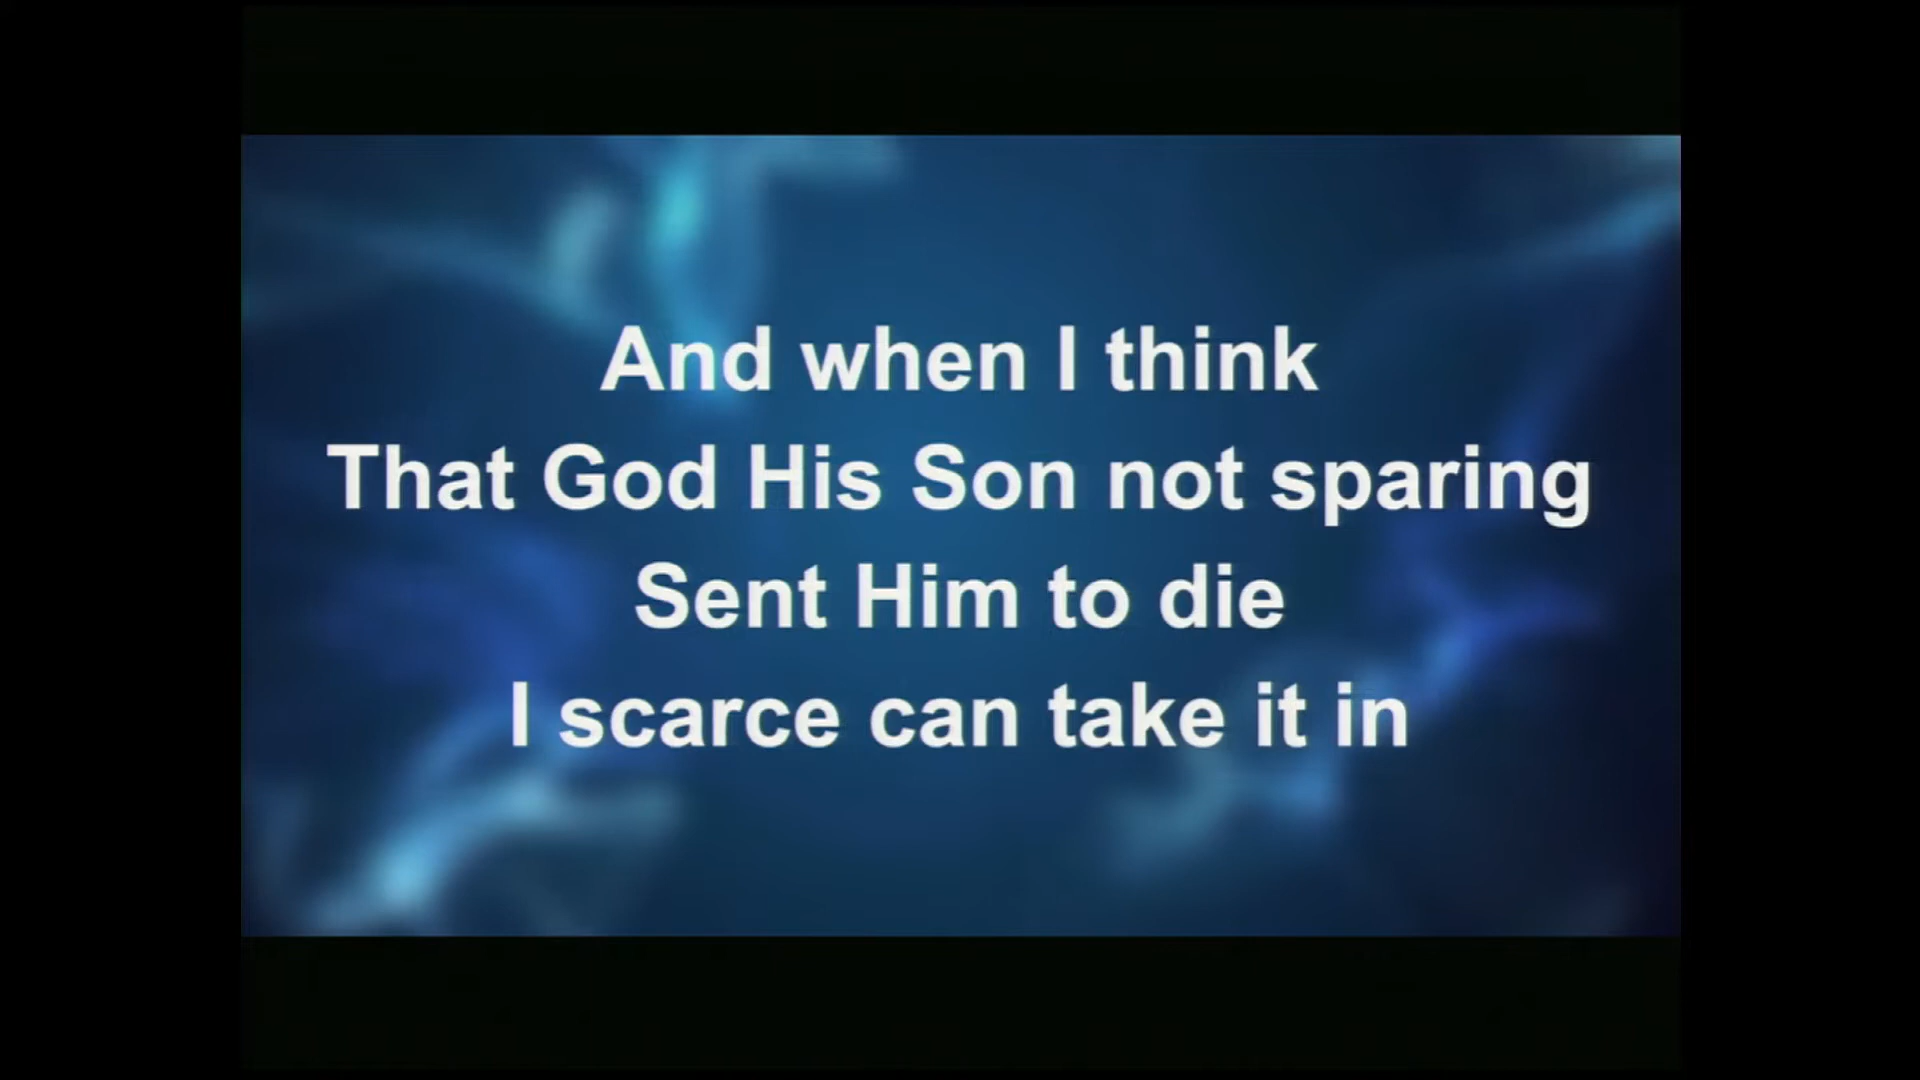 And when I think
That God His Son not sparing
Sent Him to die
I scarce can take it in